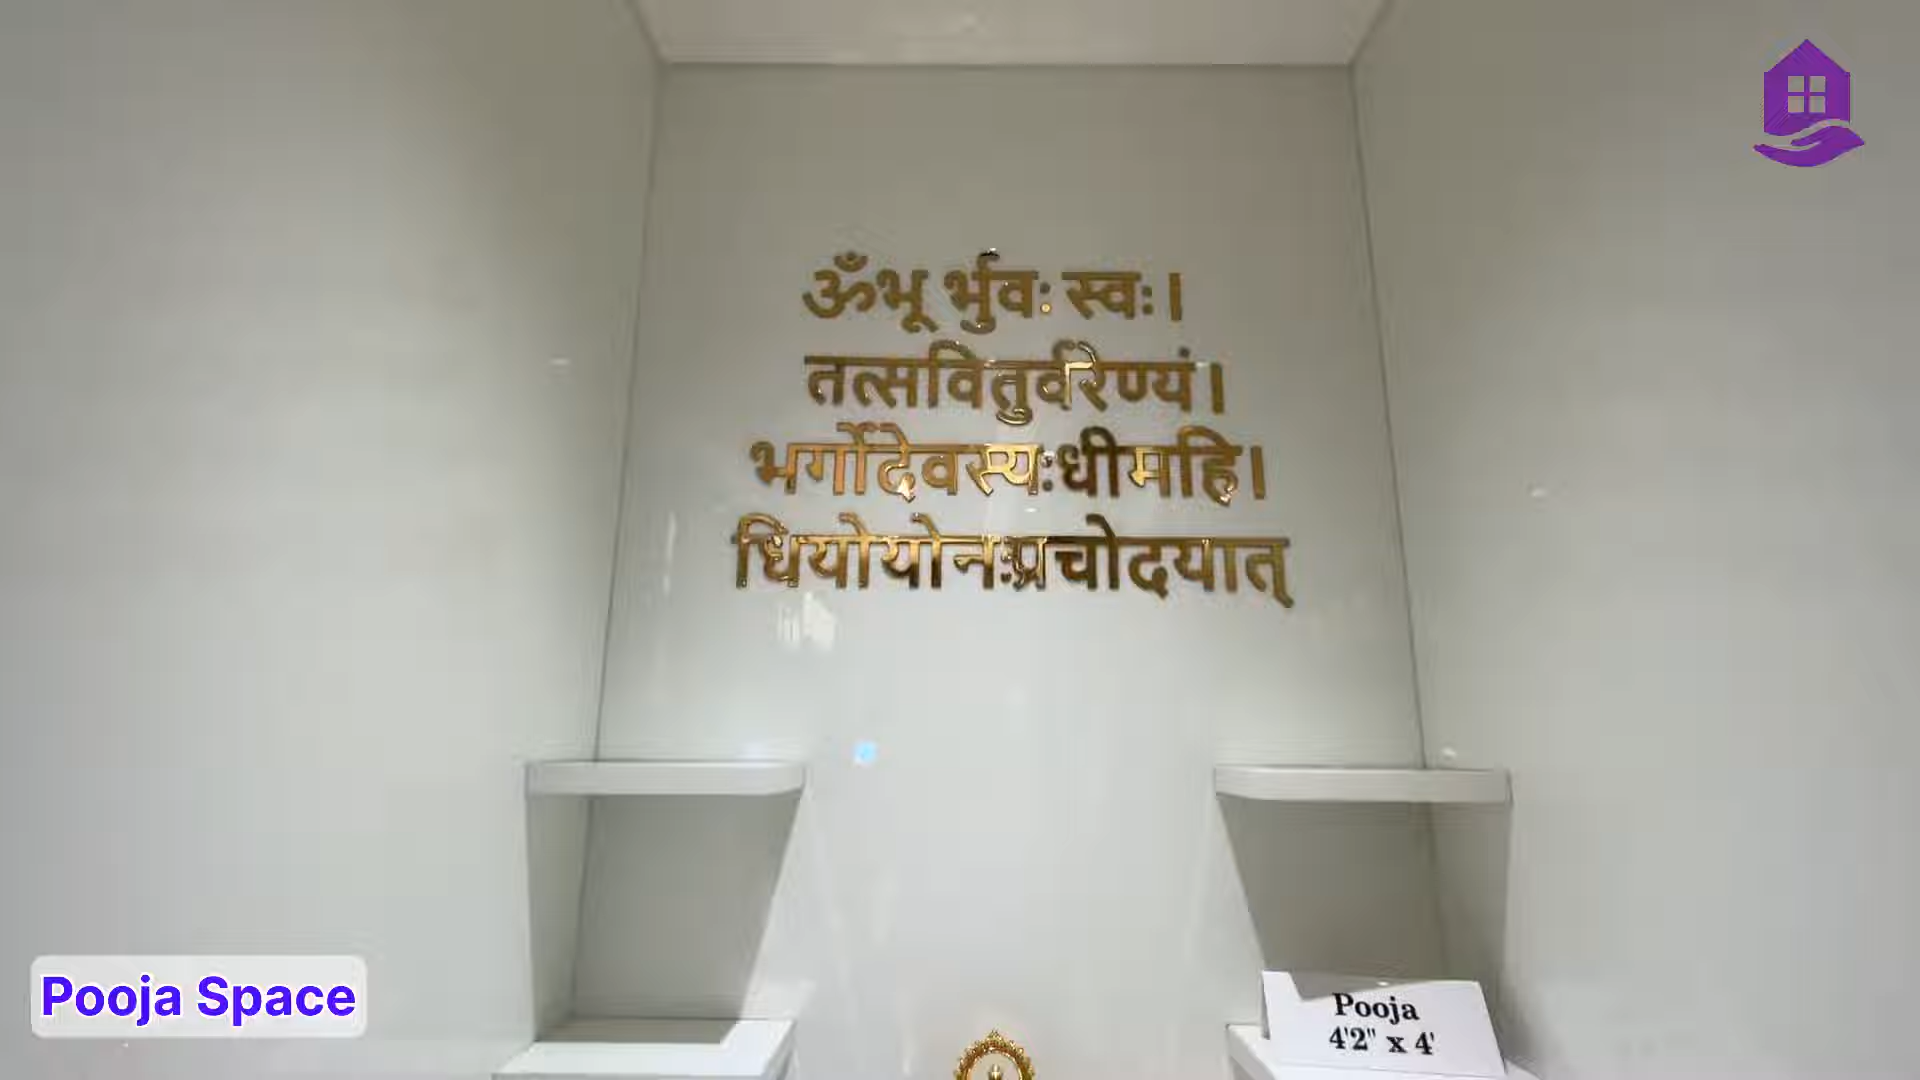 ॐभू र्भुवः स्वः।
तत्सवितुर्वरेण्यं।
भर्गोदेवस्यःधीमहि।
धियोयोनःप्रचोदयात्
Pooja Space
Pooja
4'2" x 4'